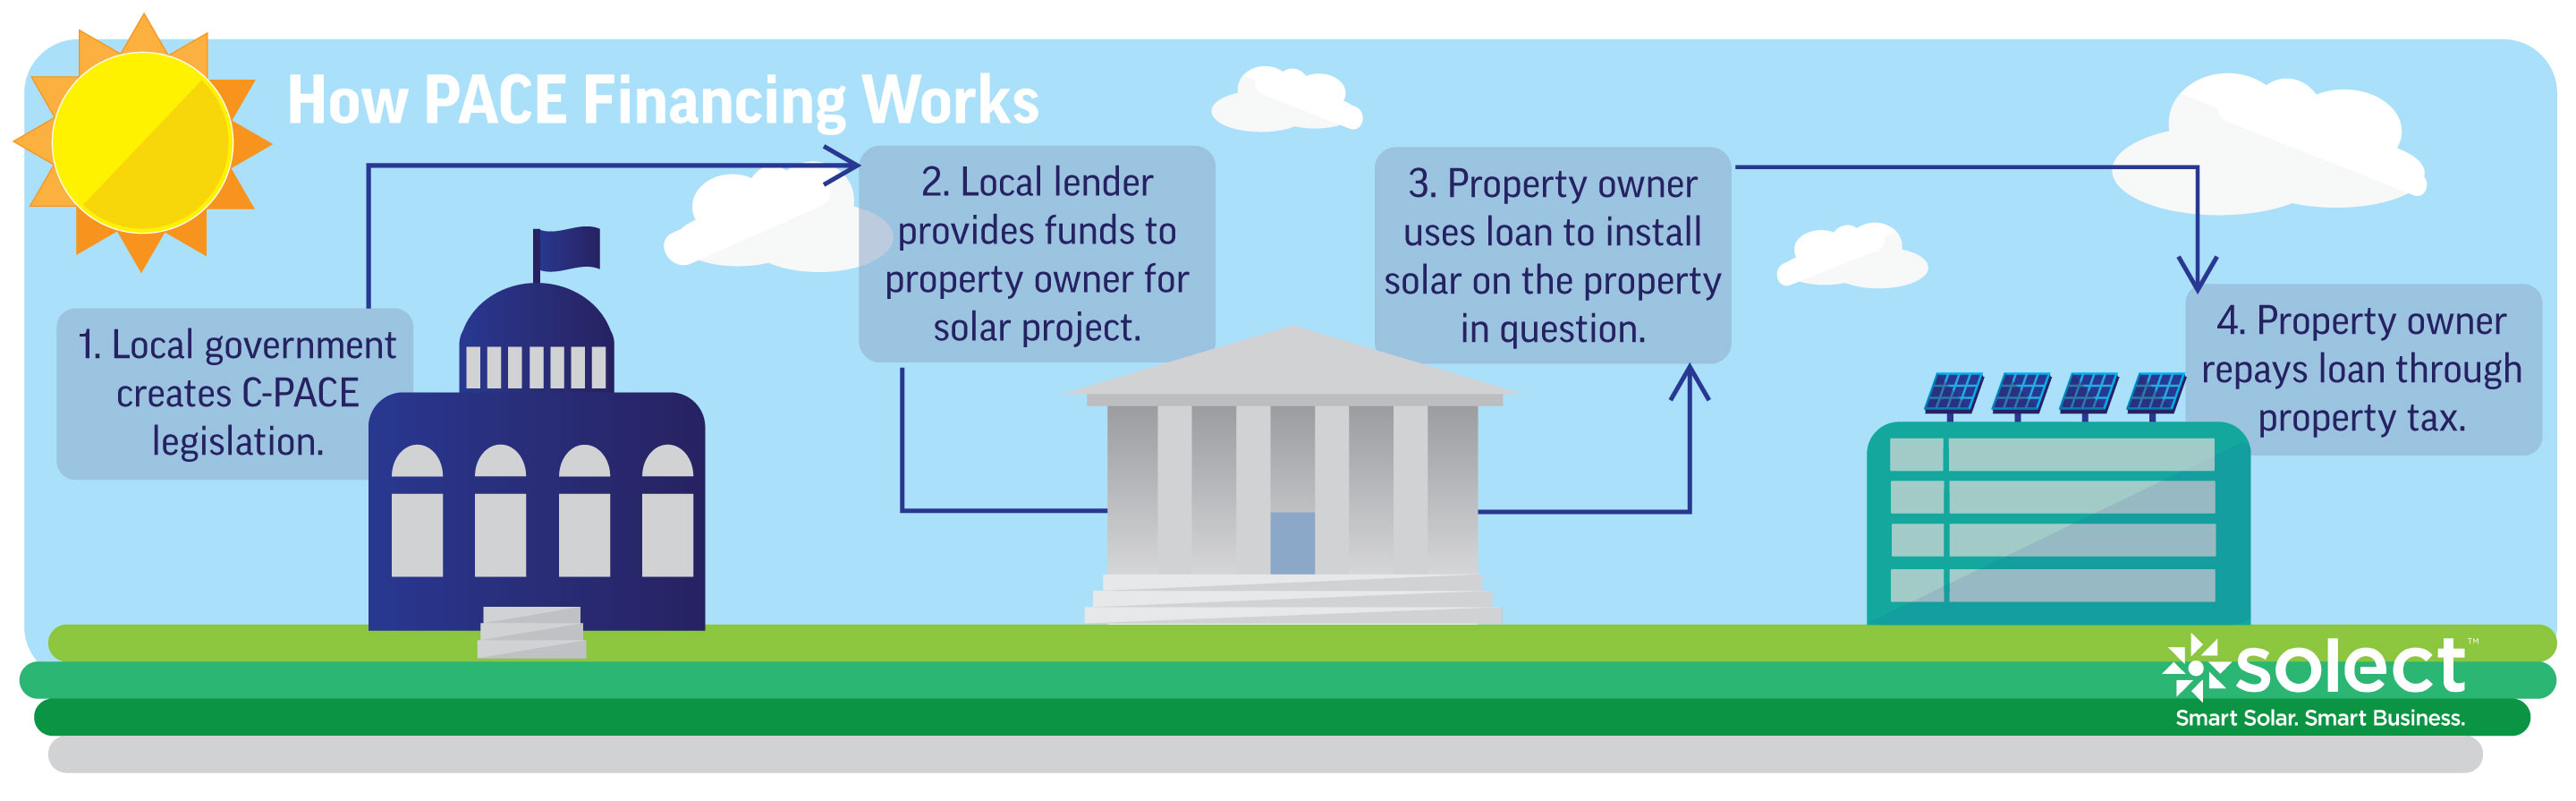 How PACE Financing Works
1. Local government
creates C-PACE
legislation.
2. Local lender
provides funds to
property owner for
solar project.
3. Property owner
uses loan to install
solar on the property
in question.
4. Property owner
repays loan through
property tax.
solect™
Smart Solar. Smart Business.